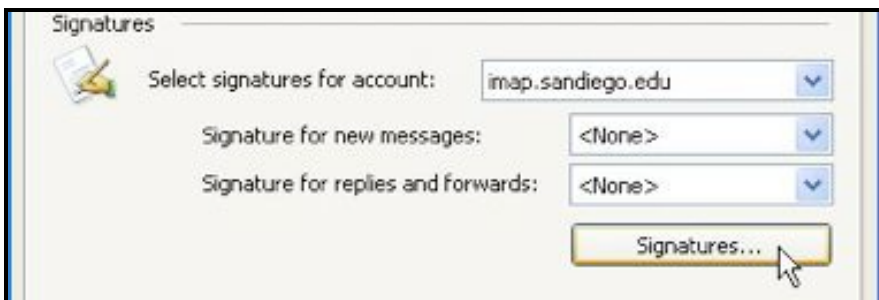 Signatures
Select signatures for account: imap.sandiego.edu
Signature for new messages: <None>
Signature for replies and forwards: <None>
Signatures...